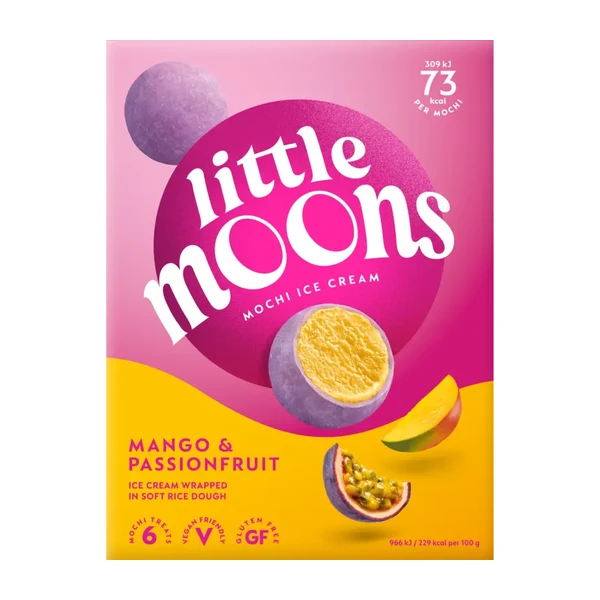 309 kJ
73
kcal
PER MOCHI
little
moons
MOCHI ICE CREAM
MANGO &
PASSIONFRUIT
ICE CREAM WRAPPED
IN SOFT RICE DOUGH
MOCHI TREATS
6
VEGAN FRIENDLY
V
GLUTEN FREE
GF
966 kJ / 229 kcal per 100 g